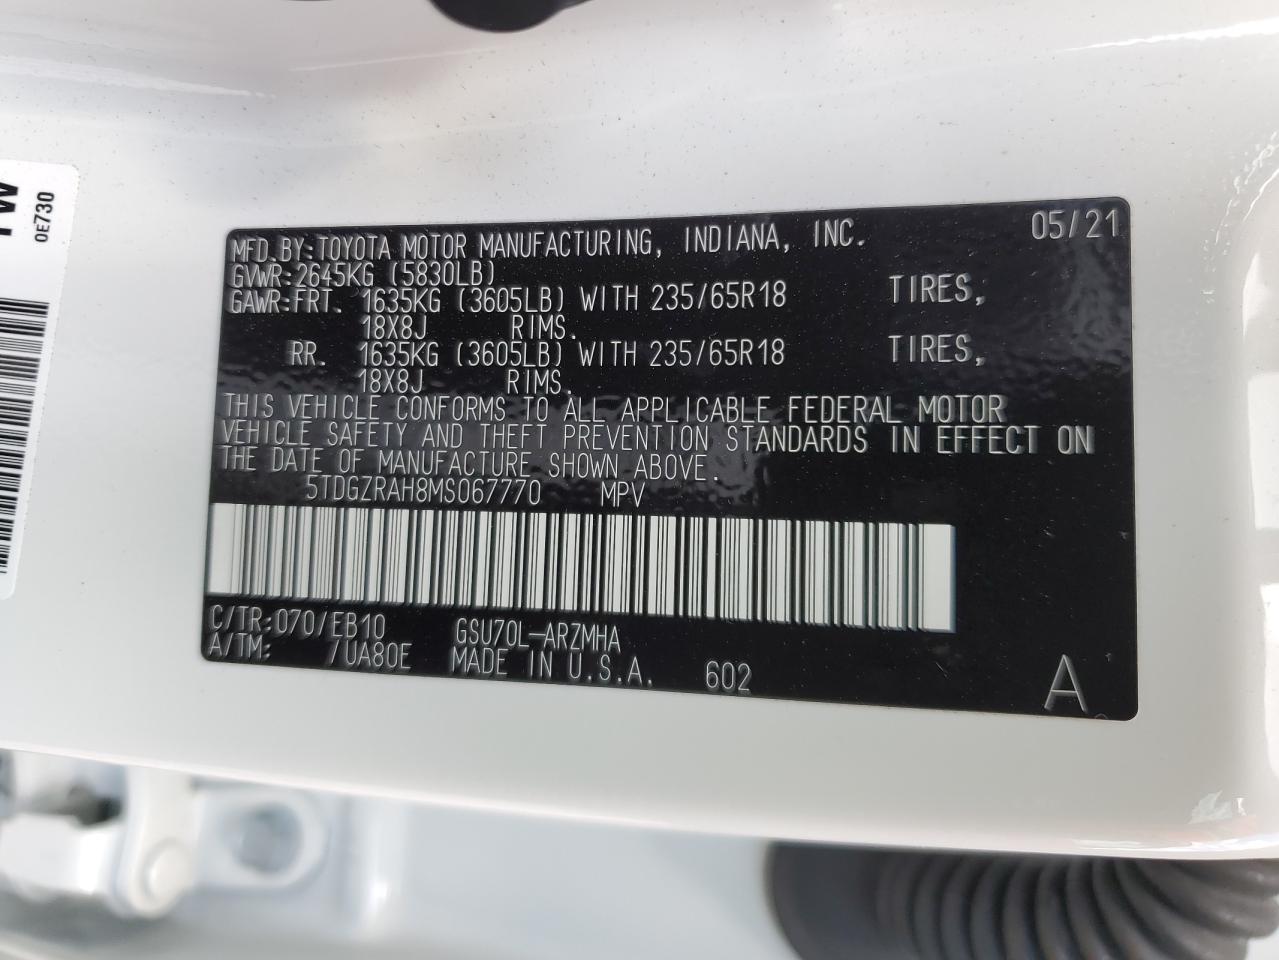 MFD.BY:TOYOTA MOTOR MANUFACTURING, INDIANA, INC. 05/21
GVWR:2645KG (5830LB)
GAWR:FRT. 1635KG (3605LB) WITH 235/65R18 TIRES,
18X8J RIMS.
RR. 1635KG (3605LB) WITH 235/65R18 TIRES,
18X8J RIMS.
THIS VEHICLE CONFORMS TO ALL APPLICABLE FEDERAL MOTOR
VEHICLE SAFETY AND THEFT PREVENTION STANDARDS IN EFFECT ON
THE DATE OF MANUFACTURE SHOWN ABOVE.
5TDGZRAH8MS067770 MPV
C/TR:070/EB10 GSU70L-ARZMHA
A/TM: /UA80E MADE IN U.S.A. 602 A
0E730